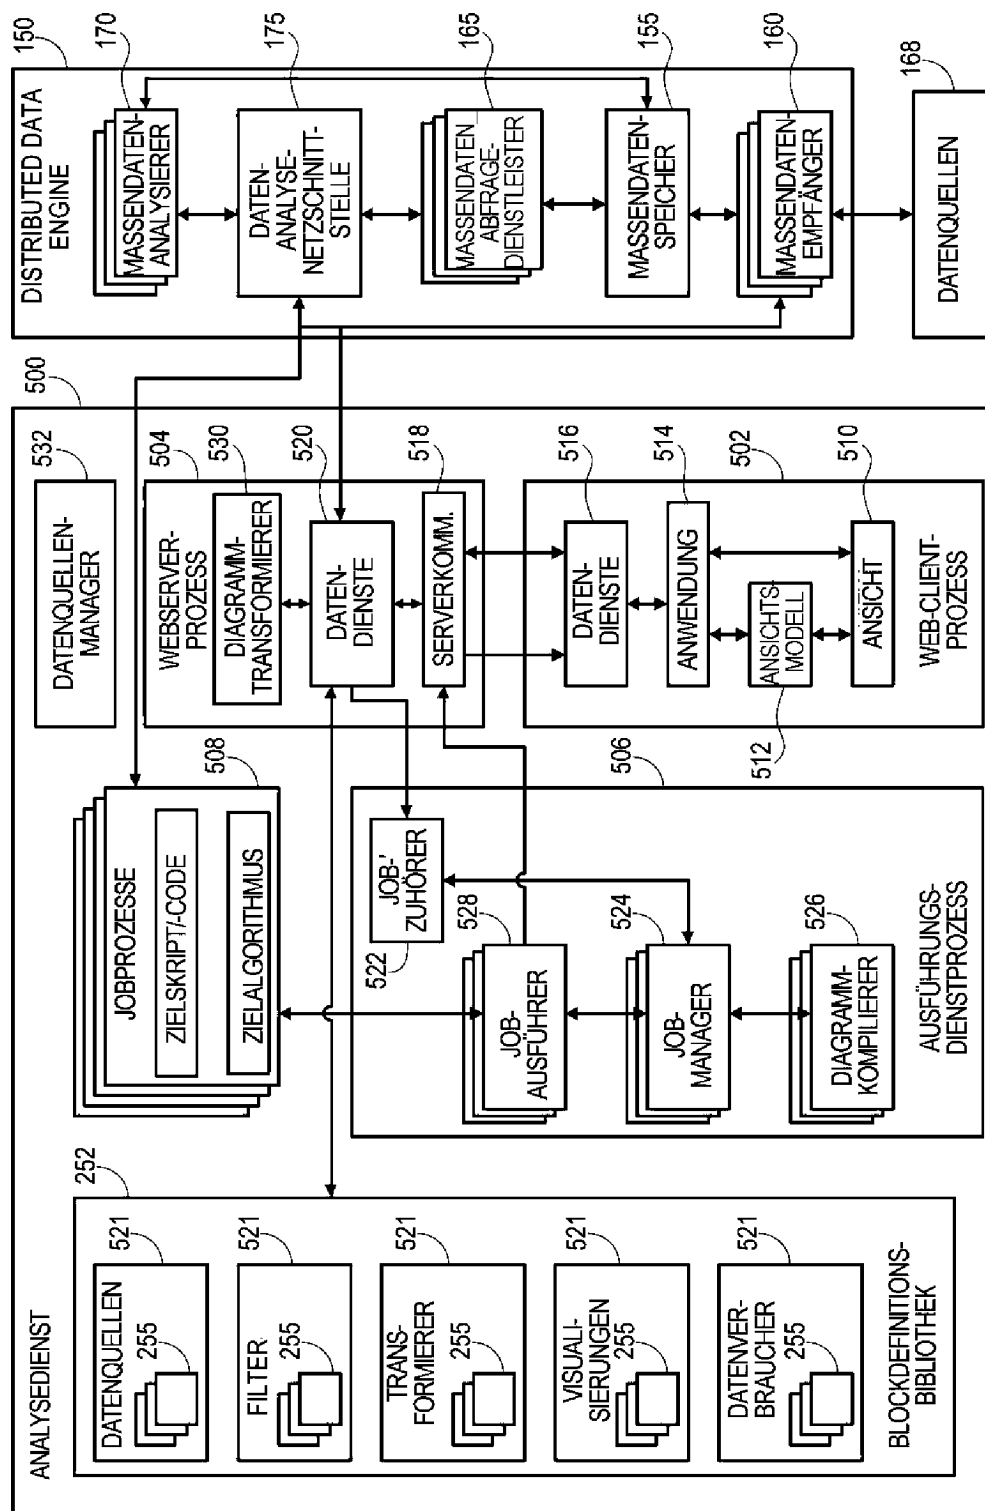 ANALYSEDIENST
500
252
DATENQUELLEN
521
255
FILTER
521
255
TRANS-
FORMIERER
521
255
VISUALI-
SIERUNGEN
521
255
DATENVER-
BRAUCHER
521
255
BLOCKDEFINITIONS-
BIBLIOTHEK
JOBPROZESSE
508
ZIELSKRIPT/-CODE
ZIELALGORITHMUS
506
JOB-'
ZUHÖRER
522
JOB-
AUSFÜHRER
528
JOB-
MANAGER
524
DIAGRAMM-
KOMPILIERER
526
AUSFÜHRUNGS-
DIENSTPROZESS
DATENQUELLEN-
MANAGER
532
WEBSERVER-
PROZESS
504
DIAGRAMM-
TRANSFORMIERER
530
DATEN-
DIENSTE
520
SERVERKOMM.
518
DATEN-
DIENSTE
516
ANWENDUNG
514
ANSICHTS-
MODELL
512
ANSICHT
510
502
WEB-CLIENT-
PROZESS
DISTRIBUTED DATA
ENGINE
150
MASSENDATEN-
ANALYSIERER
170
DATEN-
ANALYSE-
NETZSCHNITT-
STELLE
175
MASSENDATEN
ABFRAGE-
DIENSTLEISTER
165
MASSENDATEN-
SPEICHER
155
MASSENDATEN-
EMPFÄNGER
160
DATENQUELLEN
168